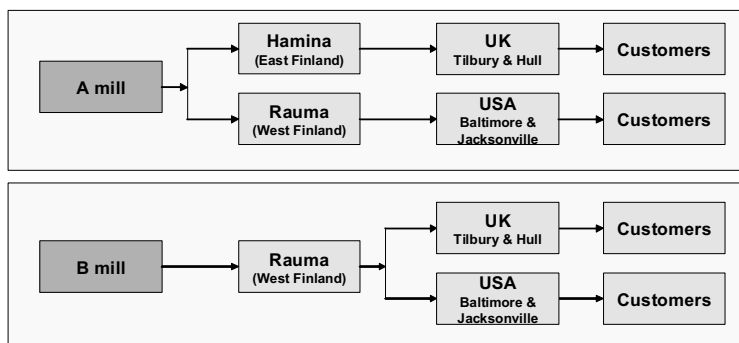 A mill
Hamina
(East Finland)
UK
Tilbury & Hull
Customers
Rauma
(West Finland)
USA
Baltimore &
Jacksonville
Customers
B mill
Rauma
(West Finland)
UK
Tilbury & Hull
Customers
USA
Baltimore &
Jacksonville
Customers